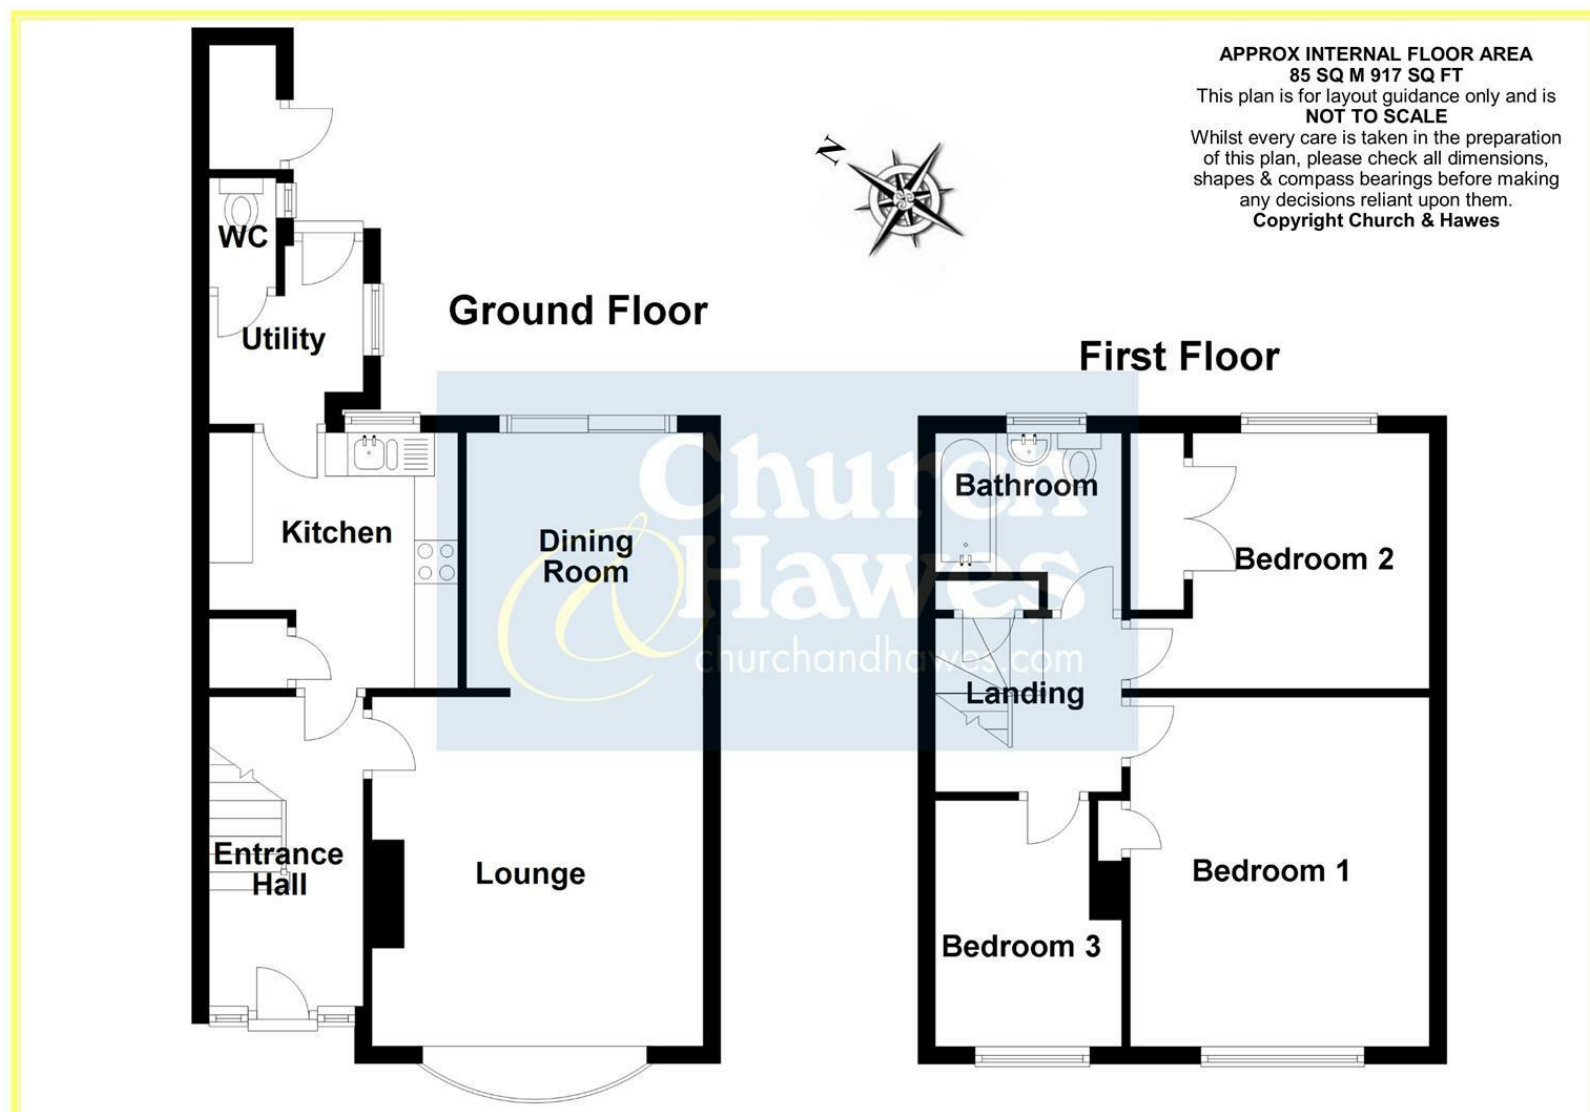 APPROX INTERNAL FLOOR AREA
85 SQ M 917 SQ FT
This plan is for layout guidance only and is
NOT TO SCALE
Whilst every care is taken in the preparation
of this plan, please check all dimensions,
shapes & compass bearings before making
any decisions reliant upon them.
Copyright Church & Hawes
N
WC
Utility
Ground Floor
First Floor
Kitchen
Dining
Room
Church
& Hawes
churchandhawes.com
Bathroom
Bedroom 2
Landing
Entrance
Hall
Lounge
Bedroom 1
Bedroom 3